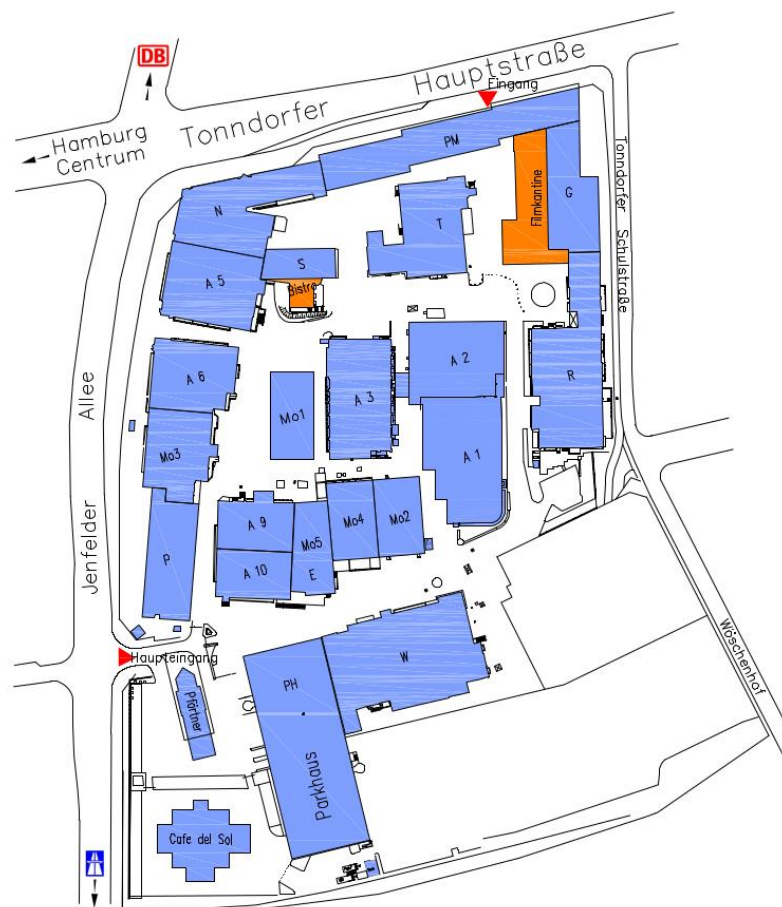 DB
Hauptstraße
Tonndorfer
Eingang
Hamburg
Centrum
PM
Tonndorfer Schulstraße
Filmkantine
G
N
T
S
A 5
Bistro
A 2
A 6
A 3
R
Allee
Mo1
A 1
Mo3
Mo4
Mo2
A 9
Mo5
P
Jenfelder
A 10
E
Wöschenhof
Haupteingang
W
PH
Pförtner
Parkhaus
Cafe del Sol